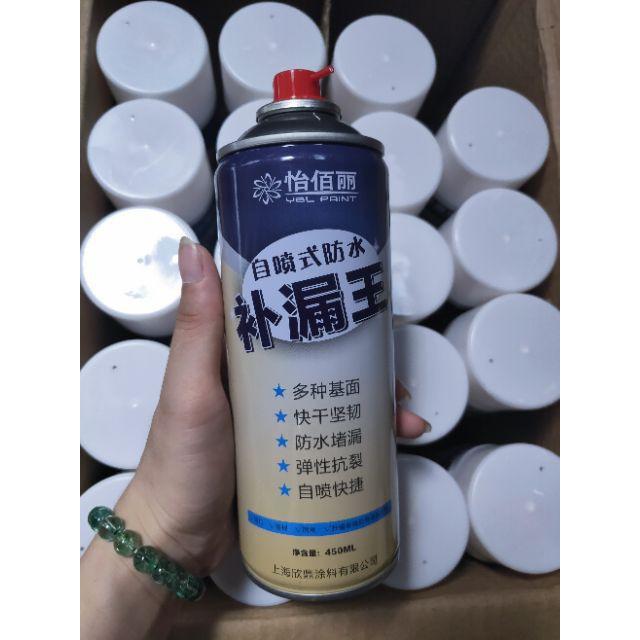 怡佰丽
YBL PAINT
自喷式防水
补漏王
★ 多种基面
★ 快干坚韧
★ 防水堵漏
★ 弹性抗裂
★ 自喷快捷
净含量: 450ML
上海欣鼎涂料有限公司